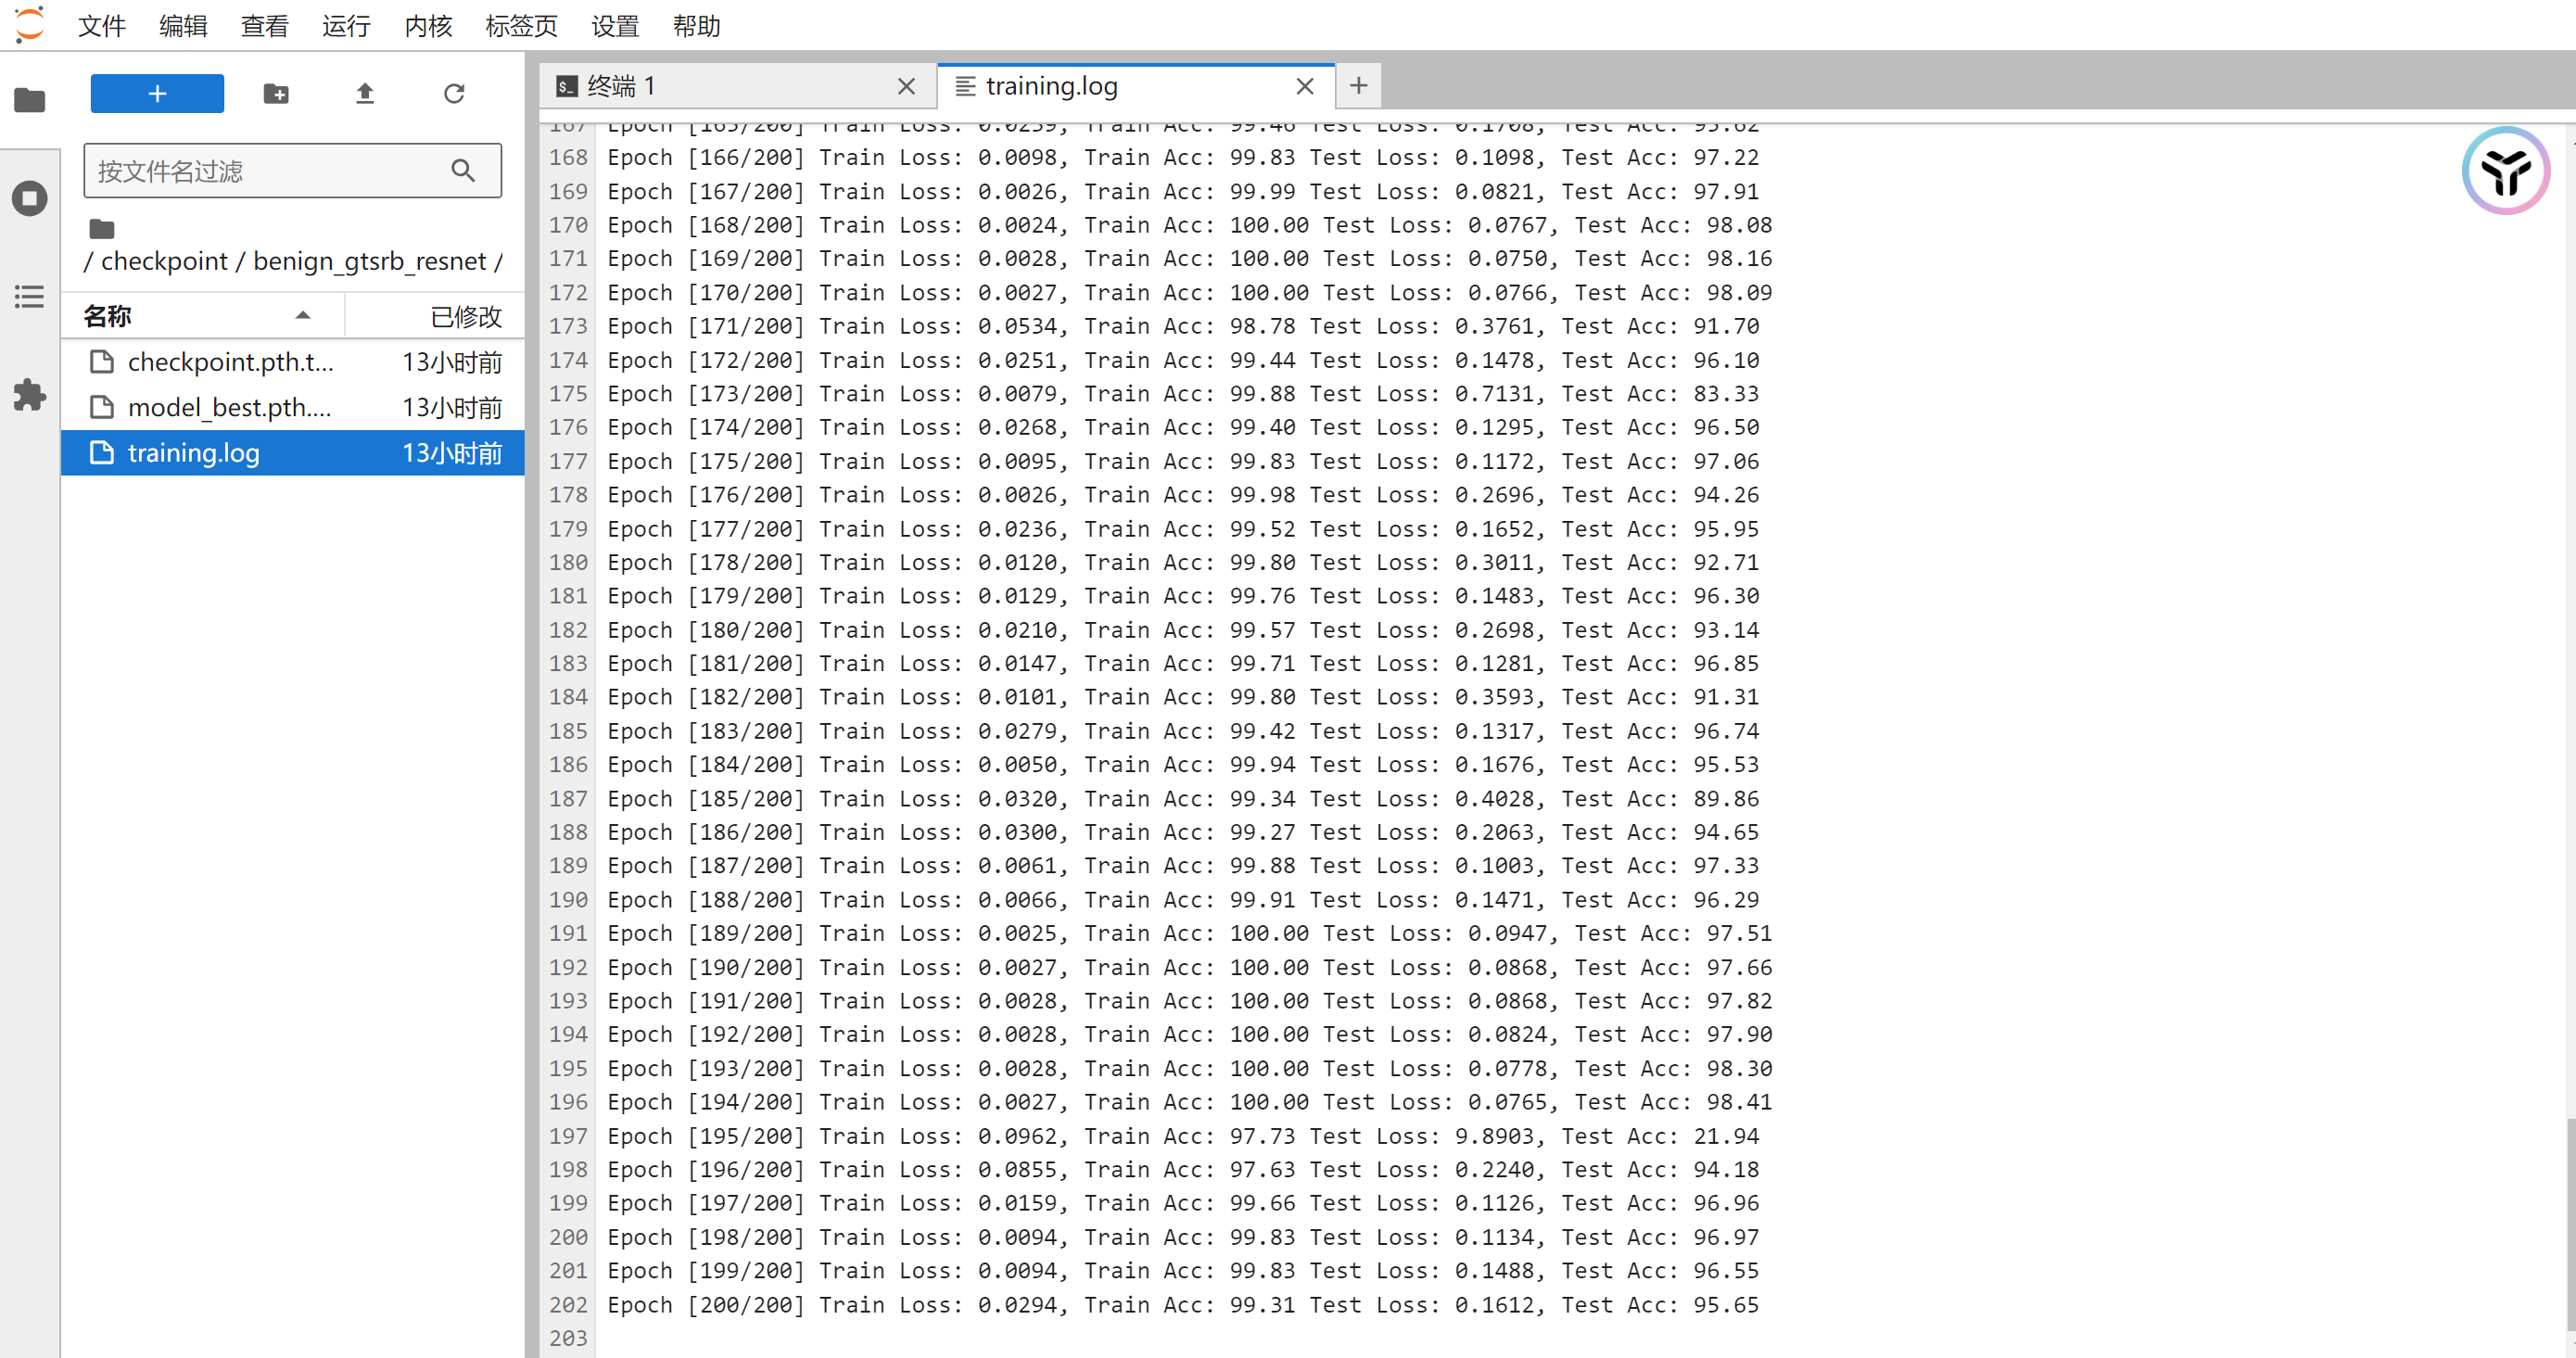 文件 编辑 查看 运行 内核 标签页 设置 帮助
终端 1
training.log
按文件名过滤
/ checkpoint / benign_gtsrb_resnet /
名称 已修改
checkpoint.pth.t... 13小时前
model_best.pth.... 13小时前
training.log 13小时前
167 Epoch [165/200] Train Loss: 0.0239, Train Acc: 99.46 Test Loss: 0.1708, Test Acc: 95.62
168 Epoch [166/200] Train Loss: 0.0098, Train Acc: 99.83 Test Loss: 0.1098, Test Acc: 97.22
169 Epoch [167/200] Train Loss: 0.0026, Train Acc: 99.99 Test Loss: 0.0821, Test Acc: 97.91
170 Epoch [168/200] Train Loss: 0.0024, Train Acc: 100.00 Test Loss: 0.0767, Test Acc: 98.08
171 Epoch [169/200] Train Loss: 0.0028, Train Acc: 100.00 Test Loss: 0.0750, Test Acc: 98.16
172 Epoch [170/200] Train Loss: 0.0027, Train Acc: 100.00 Test Loss: 0.0766, Test Acc: 98.09
173 Epoch [171/200] Train Loss: 0.0534, Train Acc: 98.78 Test Loss: 0.3761, Test Acc: 91.70
174 Epoch [172/200] Train Loss: 0.0251, Train Acc: 99.44 Test Loss: 0.1478, Test Acc: 96.10
175 Epoch [173/200] Train Loss: 0.0079, Train Acc: 99.88 Test Loss: 0.7131, Test Acc: 83.33
176 Epoch [174/200] Train Loss: 0.0268, Train Acc: 99.40 Test Loss: 0.1295, Test Acc: 96.50
177 Epoch [175/200] Train Loss: 0.0095, Train Acc: 99.83 Test Loss: 0.1172, Test Acc: 97.06
178 Epoch [176/200] Train Loss: 0.0026, Train Acc: 99.98 Test Loss: 0.2696, Test Acc: 94.26
179 Epoch [177/200] Train Loss: 0.0236, Train Acc: 99.52 Test Loss: 0.1652, Test Acc: 95.95
180 Epoch [178/200] Train Loss: 0.0120, Train Acc: 99.80 Test Loss: 0.3011, Test Acc: 92.71
181 Epoch [179/200] Train Loss: 0.0129, Train Acc: 99.76 Test Loss: 0.1483, Test Acc: 96.30
182 Epoch [180/200] Train Loss: 0.0210, Train Acc: 99.57 Test Loss: 0.2698, Test Acc: 93.14
183 Epoch [181/200] Train Loss: 0.0147, Train Acc: 99.71 Test Loss: 0.1281, Test Acc: 96.85
184 Epoch [182/200] Train Loss: 0.0101, Train Acc: 99.80 Test Loss: 0.3593, Test Acc: 91.31
185 Epoch [183/200] Train Loss: 0.0279, Train Acc: 99.42 Test Loss: 0.1317, Test Acc: 96.74
186 Epoch [184/200] Train Loss: 0.0050, Train Acc: 99.94 Test Loss: 0.1676, Test Acc: 95.53
187 Epoch [185/200] Train Loss: 0.0320, Train Acc: 99.34 Test Loss: 0.4028, Test Acc: 89.86
188 Epoch [186/200] Train Loss: 0.0300, Train Acc: 99.27 Test Loss: 0.2063, Test Acc: 94.65
189 Epoch [187/200] Train Loss: 0.0061, Train Acc: 99.88 Test Loss: 0.1003, Test Acc: 97.33
190 Epoch [188/200] Train Loss: 0.0066, Train Acc: 99.91 Test Loss: 0.1471, Test Acc: 96.29
191 Epoch [189/200] Train Loss: 0.0025, Train Acc: 100.00 Test Loss: 0.0947, Test Acc: 97.51
192 Epoch [190/200] Train Loss: 0.0027, Train Acc: 100.00 Test Loss: 0.0868, Test Acc: 97.66
193 Epoch [191/200] Train Loss: 0.0028, Train Acc: 100.00 Test Loss: 0.0868, Test Acc: 97.82
194 Epoch [192/200] Train Loss: 0.0028, Train Acc: 100.00 Test Loss: 0.0824, Test Acc: 97.90
195 Epoch [193/200] Train Loss: 0.0028, Train Acc: 100.00 Test Loss: 0.0778, Test Acc: 98.30
196 Epoch [194/200] Train Loss: 0.0027, Train Acc: 100.00 Test Loss: 0.0765, Test Acc: 98.41
197 Epoch [195/200] Train Loss: 0.0962, Train Acc: 97.73 Test Loss: 9.8903, Test Acc: 21.94
198 Epoch [196/200] Train Loss: 0.0855, Train Acc: 97.63 Test Loss: 0.2240, Test Acc: 94.18
199 Epoch [197/200] Train Loss: 0.0159, Train Acc: 99.66 Test Loss: 0.1126, Test Acc: 96.96
200 Epoch [198/200] Train Loss: 0.0094, Train Acc: 99.83 Test Loss: 0.1134, Test Acc: 96.97
201 Epoch [199/200] Train Loss: 0.0094, Train Acc: 99.83 Test Loss: 0.1488, Test Acc: 96.55
202 Epoch [200/200] Train Loss: 0.0294, Train Acc: 99.31 Test Loss: 0.1612, Test Acc: 95.65
203